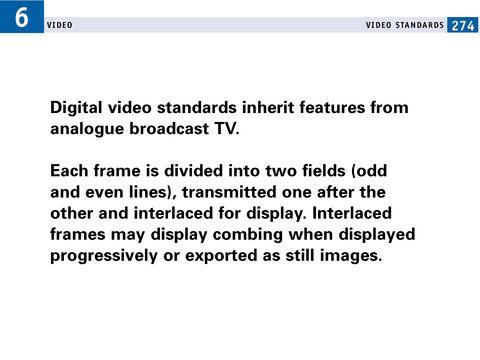 6
VIDEO
VIDEO STANDARDS 274
Digital video standards inherit features from
analogue broadcast TV.
Each frame is divided into two fields (odd
and even lines), transmitted one after the
other and interlaced for display. Interlaced
frames may display combing when displayed
progressively or exported as still images.